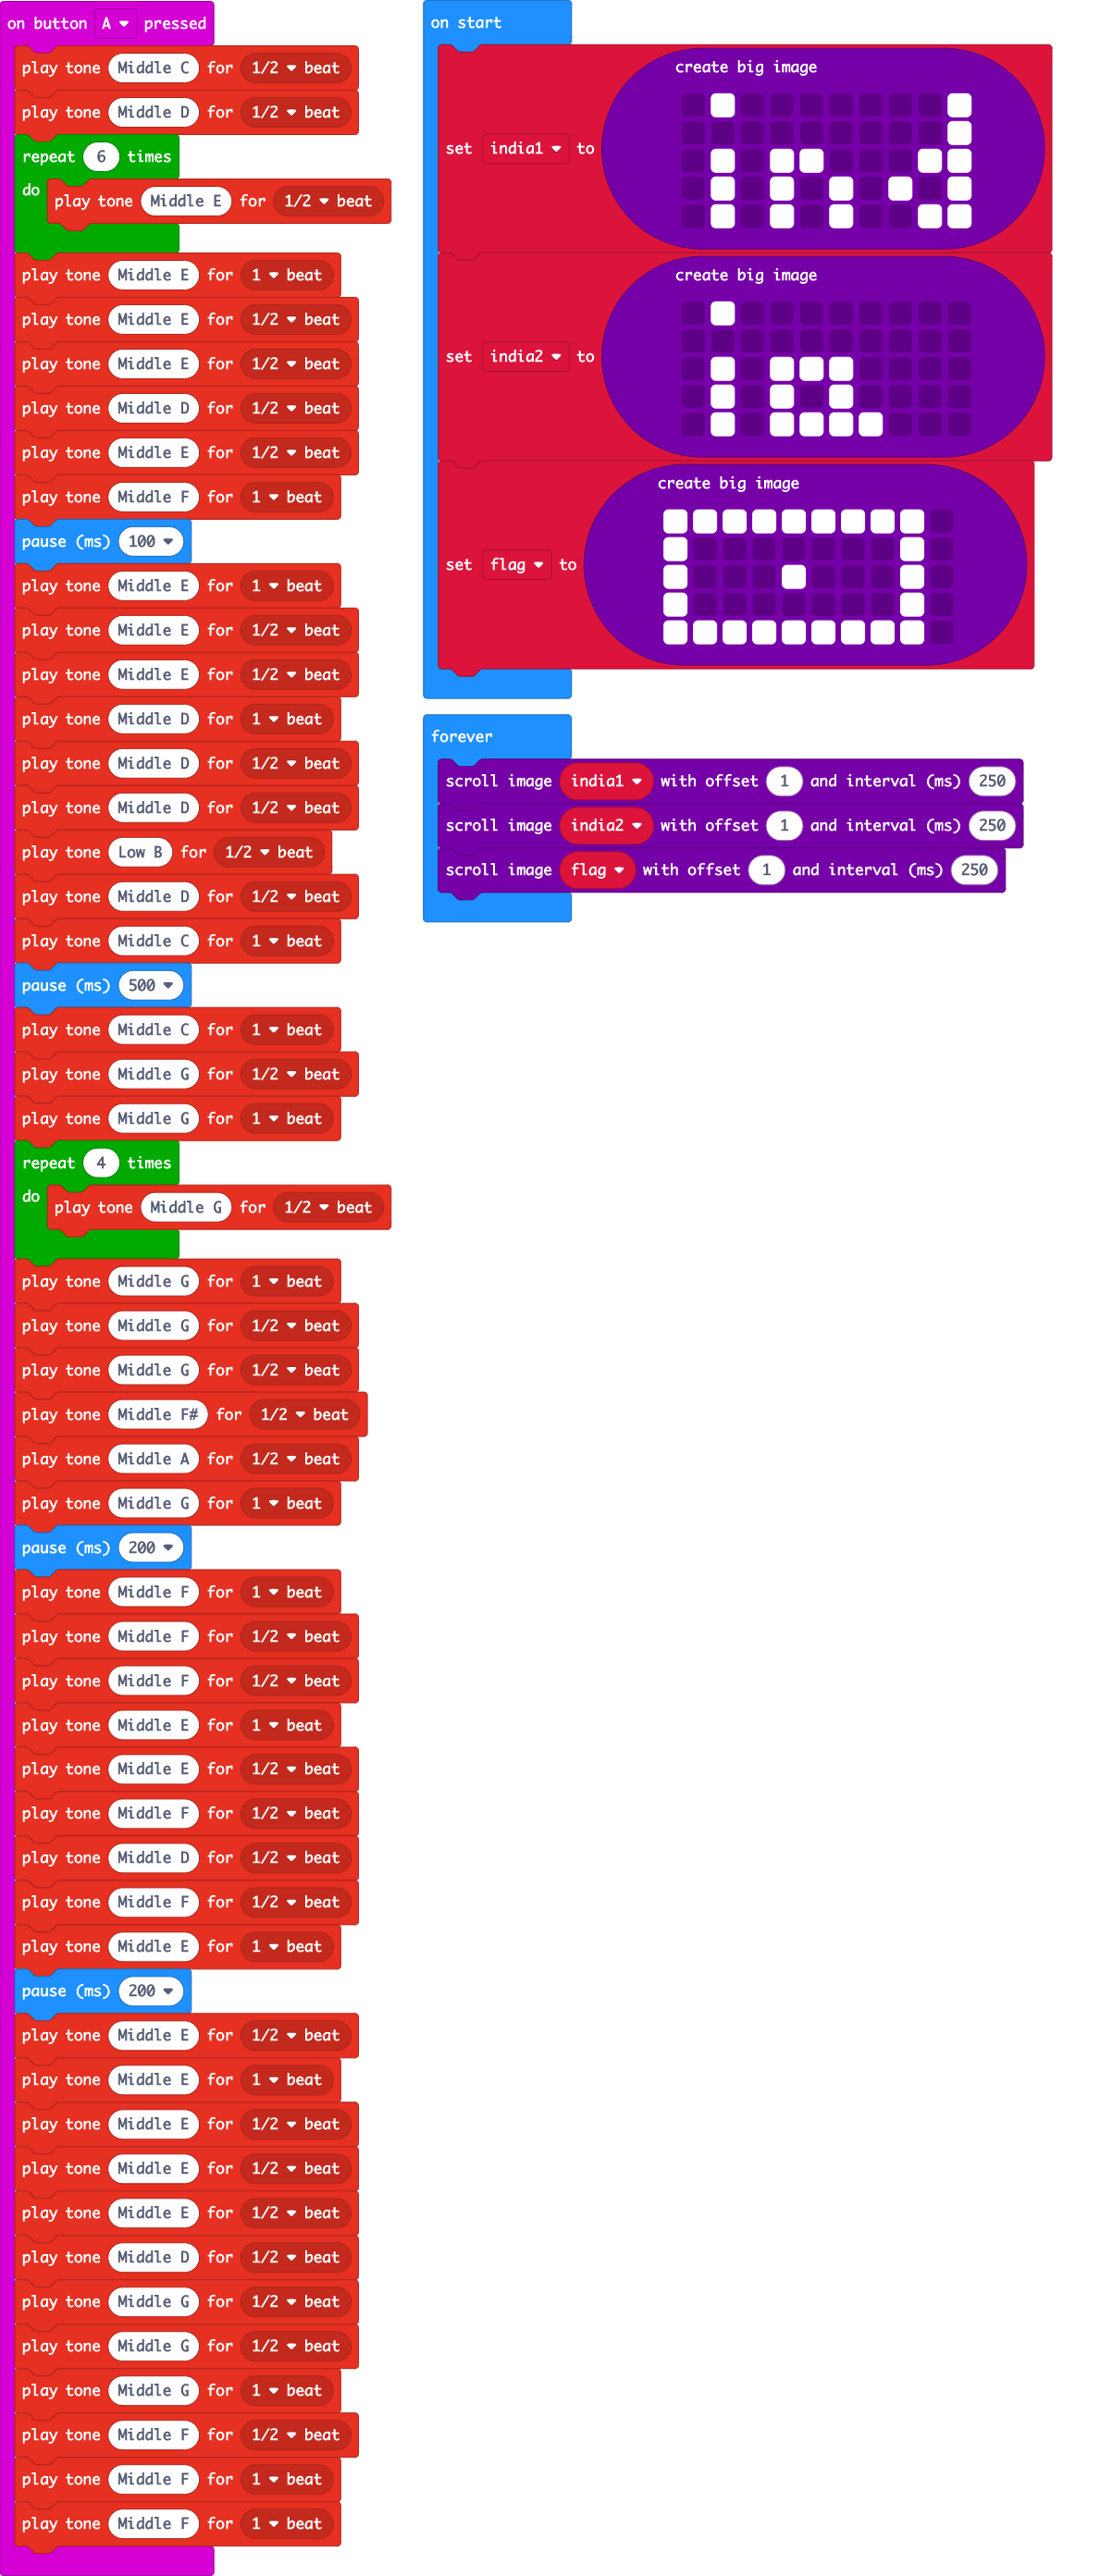 on button A pressed
play tone Middle C for 1/2 beat
play tone Middle D for 1/2 beat
repeat 6 times
do play tone Middle E for 1/2 beat
play tone Middle E for 1 beat
play tone Middle E for 1/2 beat
play tone Middle E for 1/2 beat
play tone Middle D for 1/2 beat
play tone Middle E for 1/2 beat
play tone Middle F for 1 beat
pause (ms) 100
play tone Middle E for 1 beat
play tone Middle E for 1/2 beat
play tone Middle E for 1/2 beat
play tone Middle D for 1 beat
play tone Middle D for 1/2 beat
play tone Middle D for 1/2 beat
play tone Low B for 1/2 beat
play tone Middle D for 1/2 beat
play tone Middle C for 1 beat
pause (ms) 500
play tone Middle C for 1 beat
play tone Middle G for 1/2 beat
play tone Middle G for 1 beat
repeat 4 times
do play tone Middle G for 1/2 beat
play tone Middle G for 1 beat
play tone Middle G for 1/2 beat
play tone Middle G for 1/2 beat
play tone Middle F# for 1/2 beat
play tone Middle A for 1/2 beat
play tone Middle G for 1 beat
pause (ms) 200
play tone Middle F for 1 beat
play tone Middle F for 1/2 beat
play tone Middle F for 1/2 beat
play tone Middle E for 1 beat
play tone Middle E for 1/2 beat
play tone Middle F for 1/2 beat
play tone Middle D for 1/2 beat
play tone Middle F for 1/2 beat
play tone Middle E for 1 beat
pause (ms) 200
play tone Middle E for 1/2 beat
play tone Middle E for 1 beat
play tone Middle E for 1/2 beat
play tone Middle E for 1/2 beat
play tone Middle E for 1/2 beat
play tone Middle D for 1/2 beat
play tone Middle G for 1/2 beat
play tone Middle G for 1/2 beat
play tone Middle G for 1 beat
play tone Middle F for 1/2 beat
play tone Middle F for 1 beat
play tone Middle F for 1 beat
on start
create big image
set india1 to
create big image
set india2 to
create big image
set flag to
forever
scroll image india1 with offset 1 and interval (ms) 250
scroll image india2 with offset 1 and interval (ms) 250
scroll image flag with offset 1 and interval (ms) 250